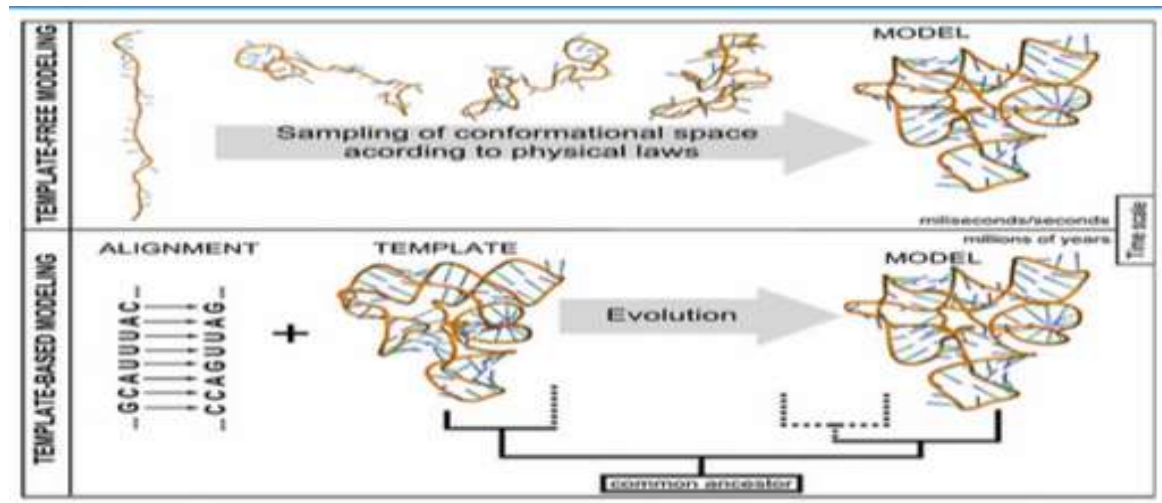 TEMPLATE-FREE MODELING
MODEL
Sampling of conformational space
acording to physical laws
miliseconds/seconds
Time scale
millions of years
TEMPLATE-BASED MODELING
ALIGNMENT
TEMPLATE
MODEL
...GCAUUUAC...
...CCAGUUAG...
+
Evolution
common ancestor